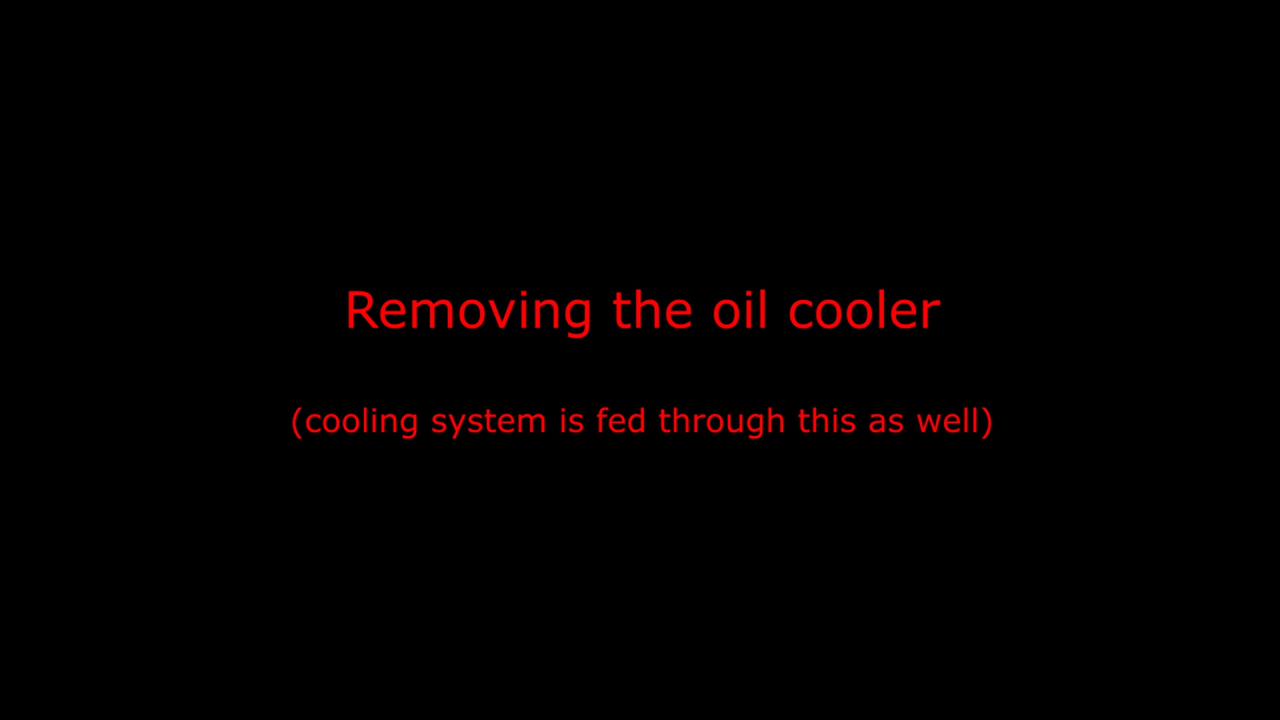 Removing the oil cooler
(cooling system is fed through this as well)